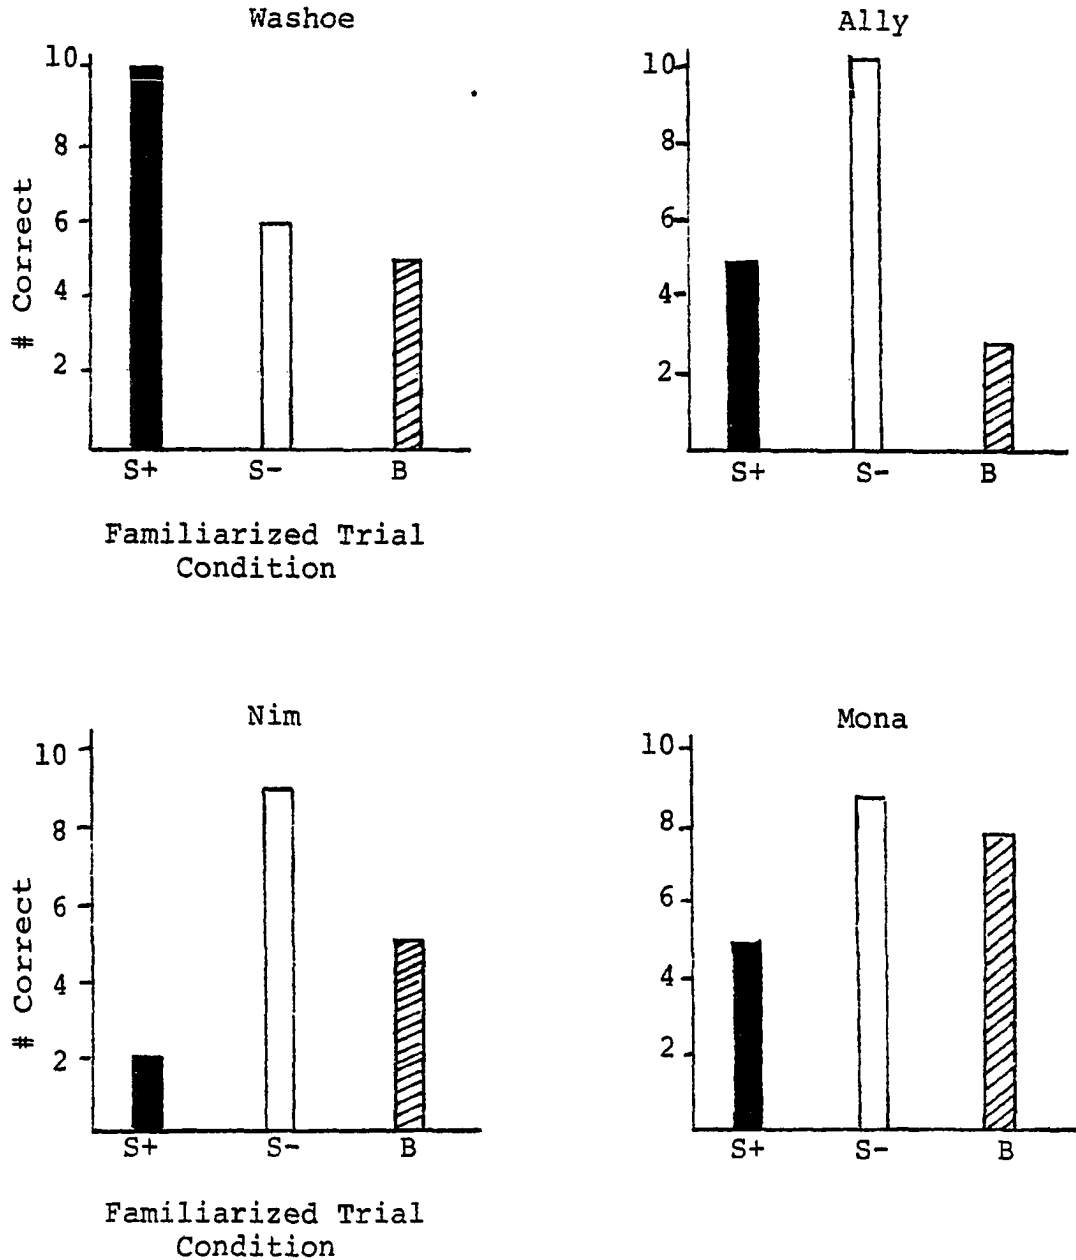 Washoe
# Correct
10
8
6
4
2
S+ S- B
Familiarized Trial
Condition
Ally
10
8
6
4
2
S+ S- B
Nim
# Correct
10
8
6
4
2
S+ S- B
Familiarized Trial
Condition
Mona
10
8
6
4
2
S+ S- B